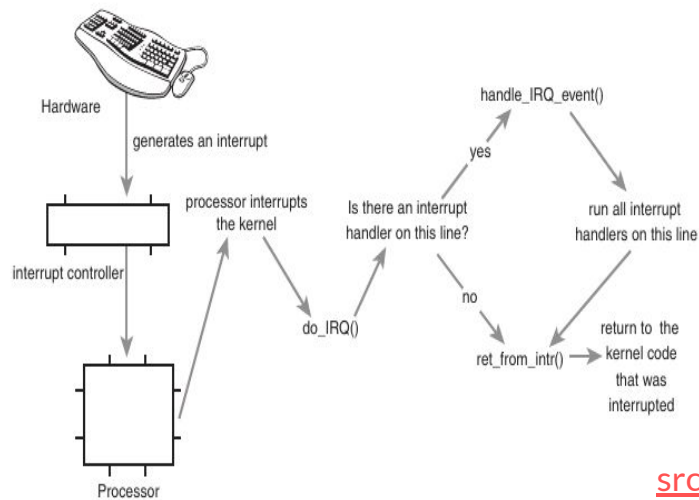 Hardware
generates an interrupt
interrupt controller
Processor
processor interrupts
the kernel
do_IRQ()
Is there an interrupt
handler on this line?
yes
handle_IRQ_event()
run all interrupt
handlers on this line
no
ret_from_intr()
return to the
kernel code
that was
interrupted
src